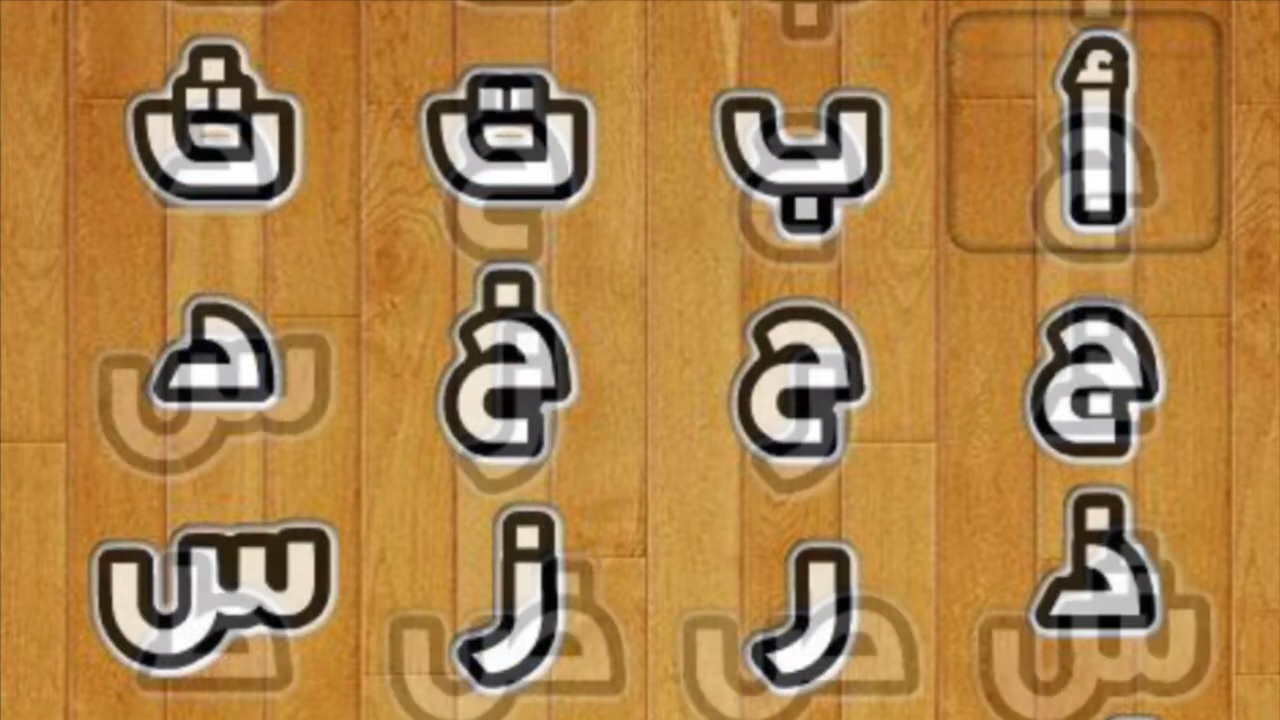 أ ب ت ث
ج ح خ د
ذ ر ز س